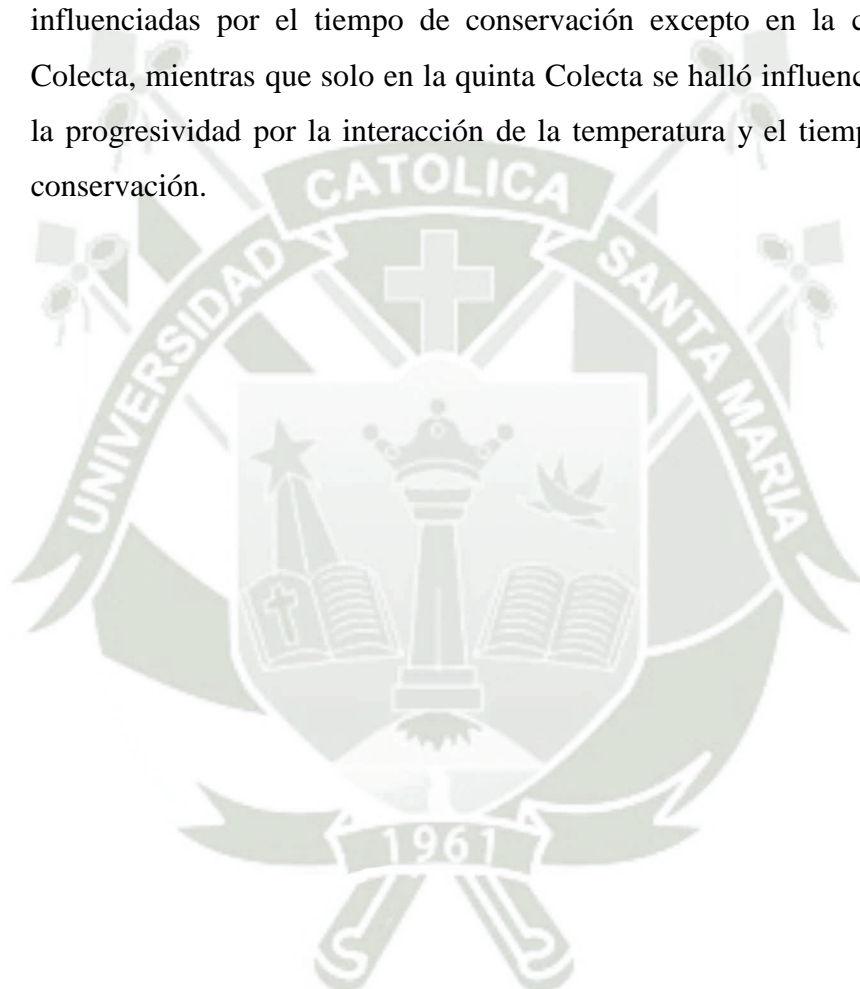 influenciadas por el tiempo de conservación excepto en la
Colecta, mientras que solo en la quinta Colecta se halló
la progresividad por la interacción de la temperatura y el
conservación.
UNIVERSIDAD CATOLICA SANTA MARIA
1961